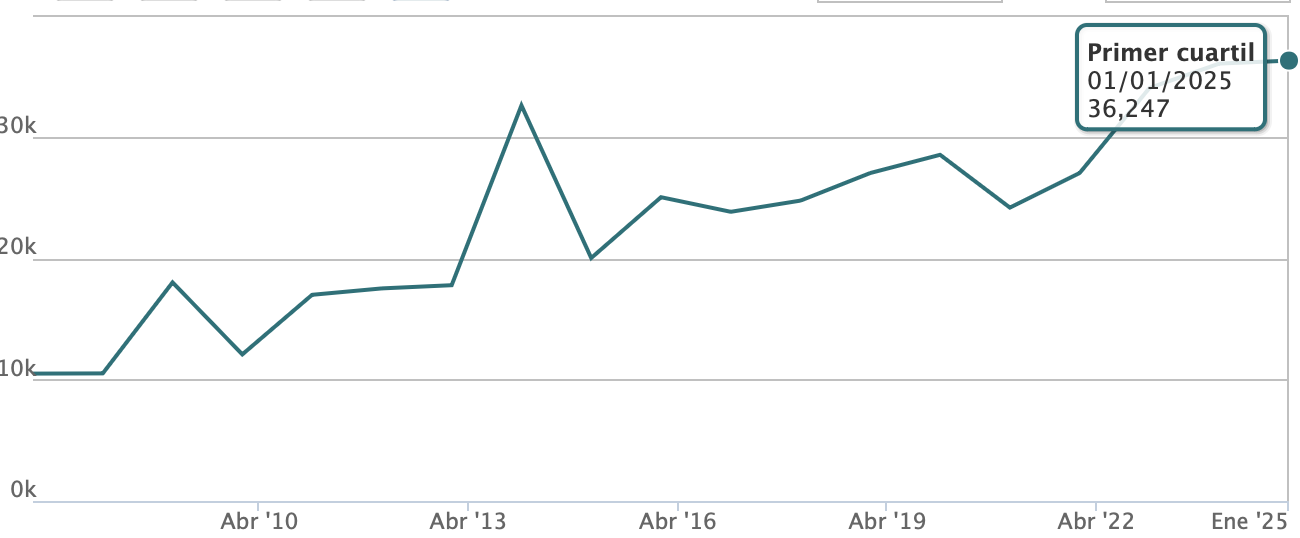 Primer cuartil
01/01/2025
36,247
30k
20k
10k
0k
Abr '10
Abr '13
Abr '16
Abr '19
Abr '22
Ene '25